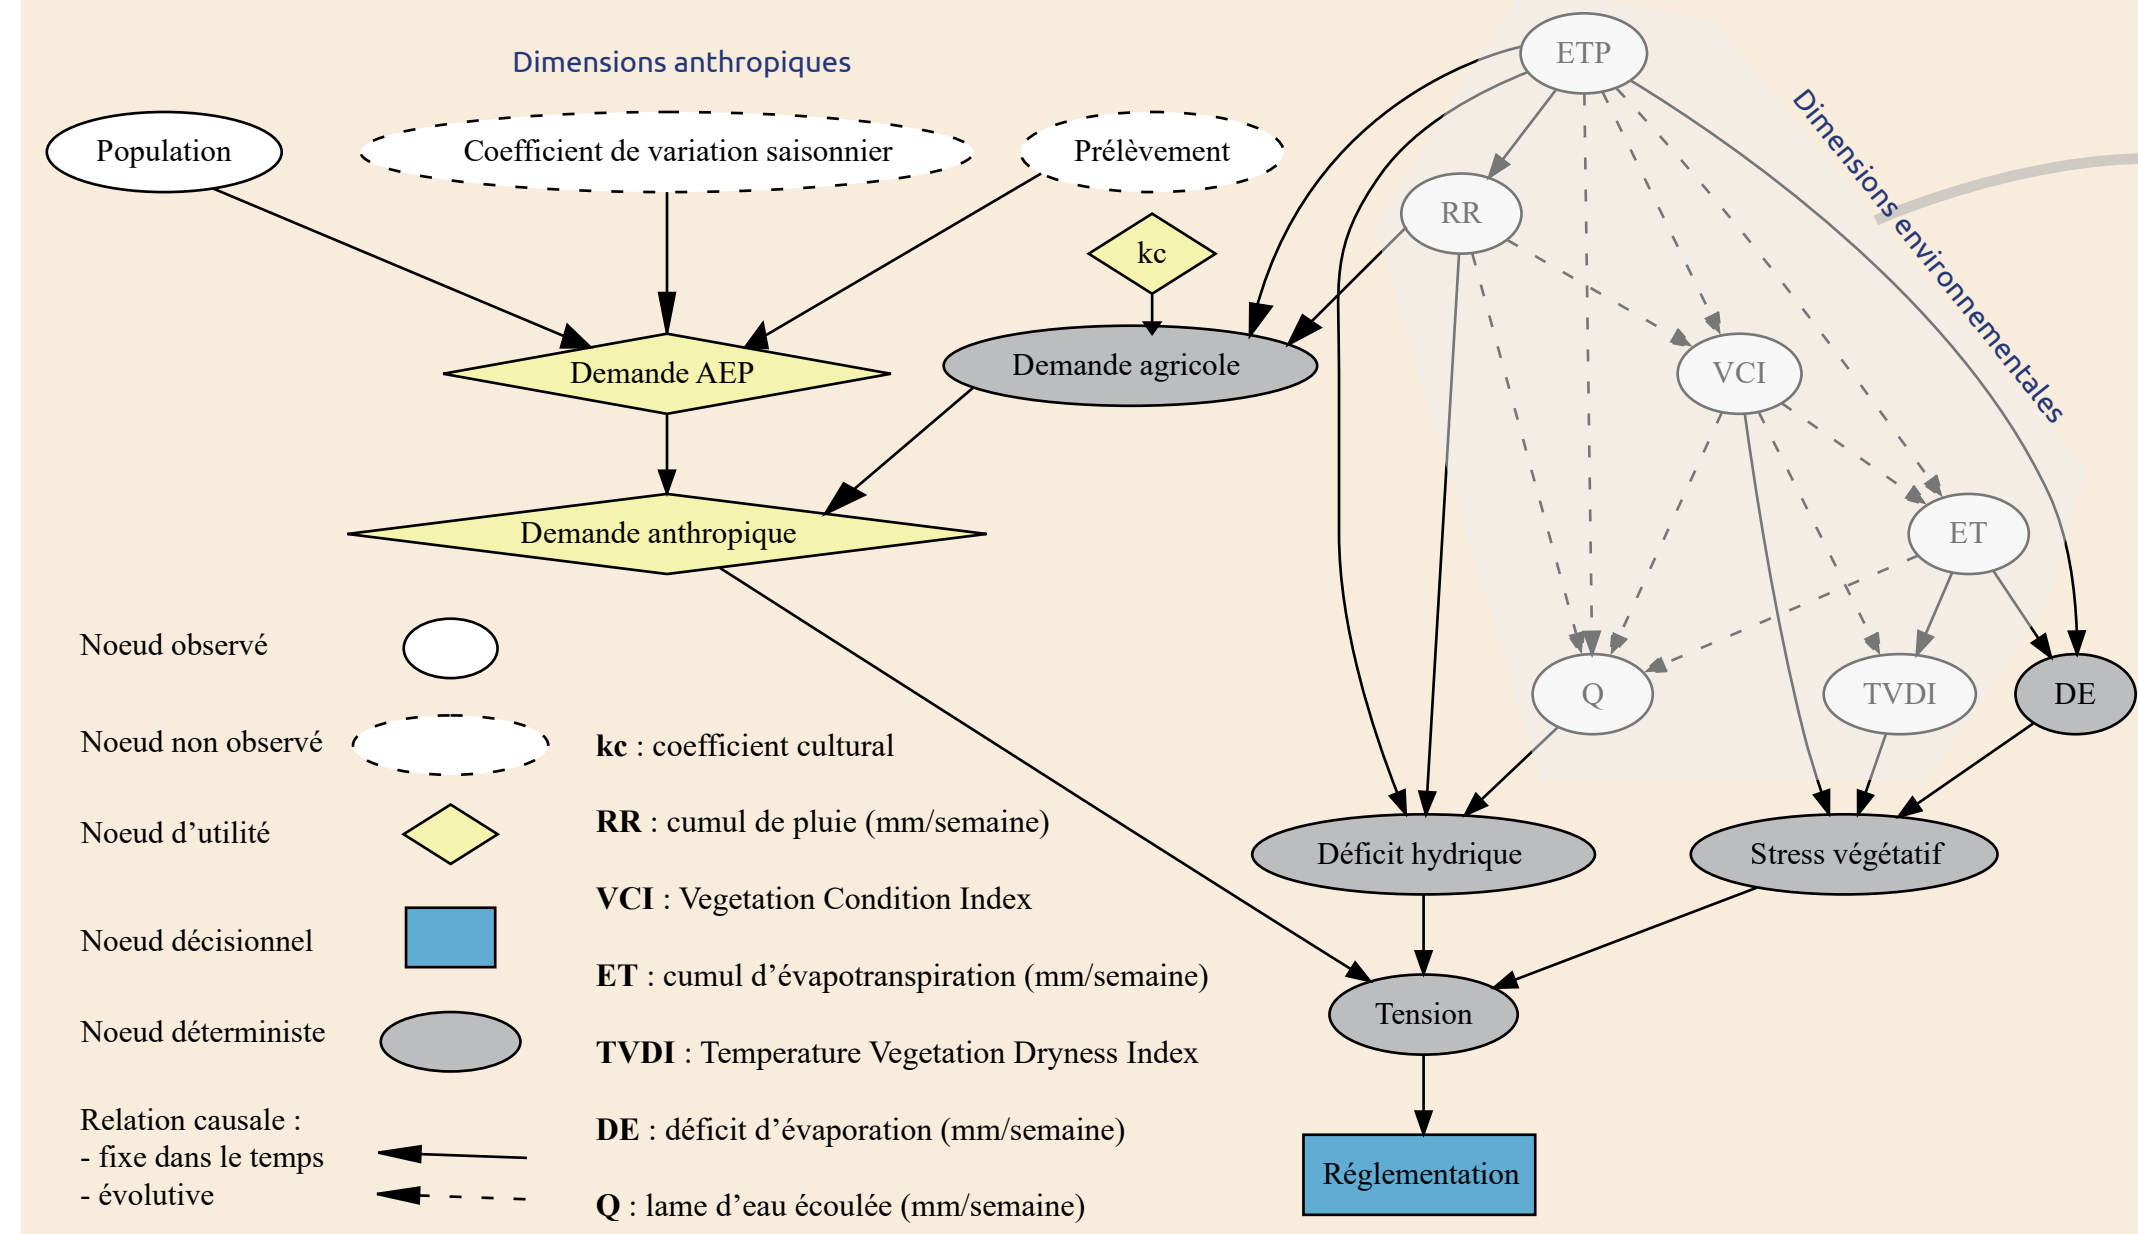 Dimensions anthropiques
ETP
Dimensions environnementales
Population
Coefficient de variation saisonnier
Prélèvement
RR
kc
Demande AEP
Demande agricole
VCI
Demande anthropique
ET
Noeud observé
Q
TVDI
DE
Noeud non observé
kc : coefficient cultural
Noeud d’utilité
RR : cumul de pluie (mm/semaine)
Déficit hydrique
Stress végétatif
VCI : Vegetation Condition Index
Noeud décisionnel
ET : cumul d’évapotranspiration (mm/semaine)
Tension
Noeud déterministe
TVDI : Temperature Vegetation Dryness Index
Relation causale :
- fixe dans le temps
- évolutive
DE : déficit d’évaporation (mm/semaine)
Réglementation
Q : lame d’eau écoulée (mm/semaine)